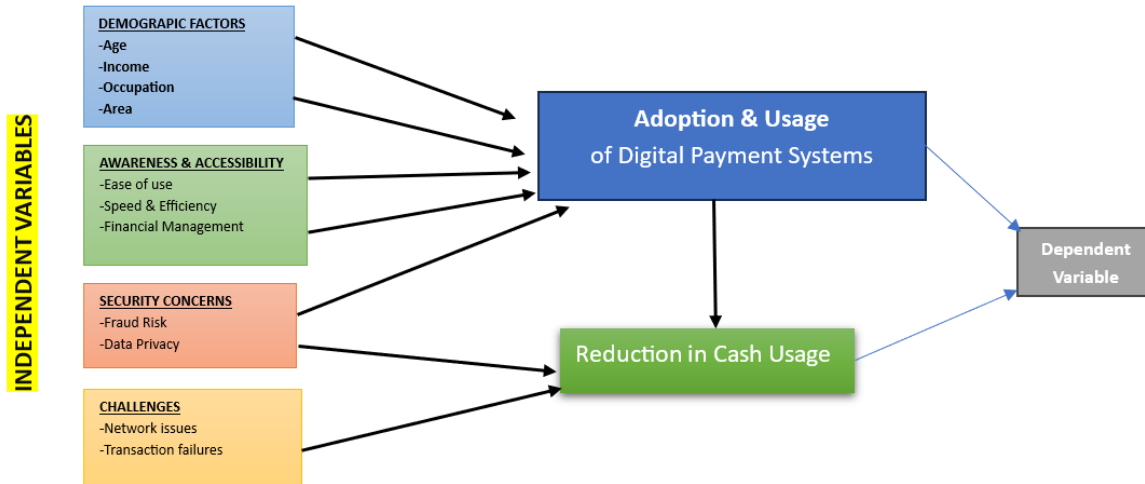 INDEPENDENT VARIABLES
DEMOGRAPIC FACTORS
-Age
-Income
-Occupation
-Area
AWARENESS & ACCESSIBILITY
-Ease of use
-Speed & Efficiency
-Financial Management
SECURITY CONCERNS
-Fraud Risk
-Data Privacy
CHALLENGES
-Network issues
-Transaction failures
Adoption & Usage
of Digital Payment Systems
Reduction in Cash Usage
Dependent
Variable